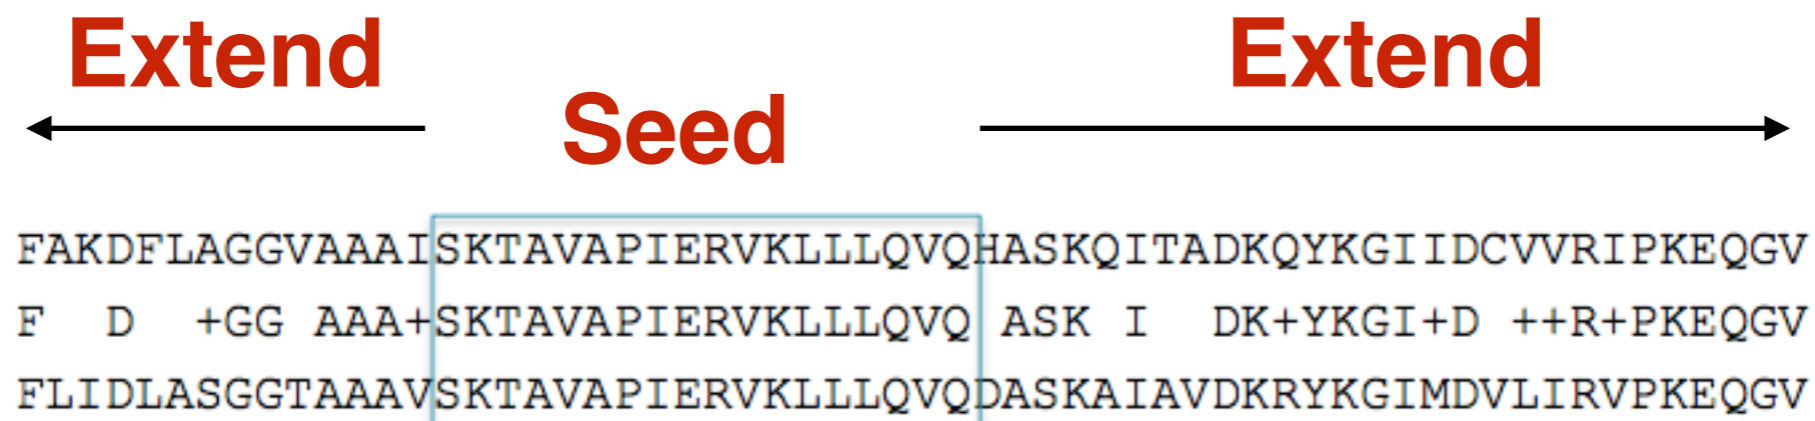 Extend
Extend
Seed
FAKDFLAGGVAAAISKTAVAPIERVKLLLQVQHASKQITADKQYKGIIDCVVRIPKEQGV
F  D  +GG AAA+SKTAVAPIERVKLLLQVQ ASK I  DK+YKGI+D ++R+PKEQGV
FLIDLASGGTAAAVSKTAVAPIERVKLLLQVQDASKAIAVDKRYKGIMDVLIRVPKEQGV